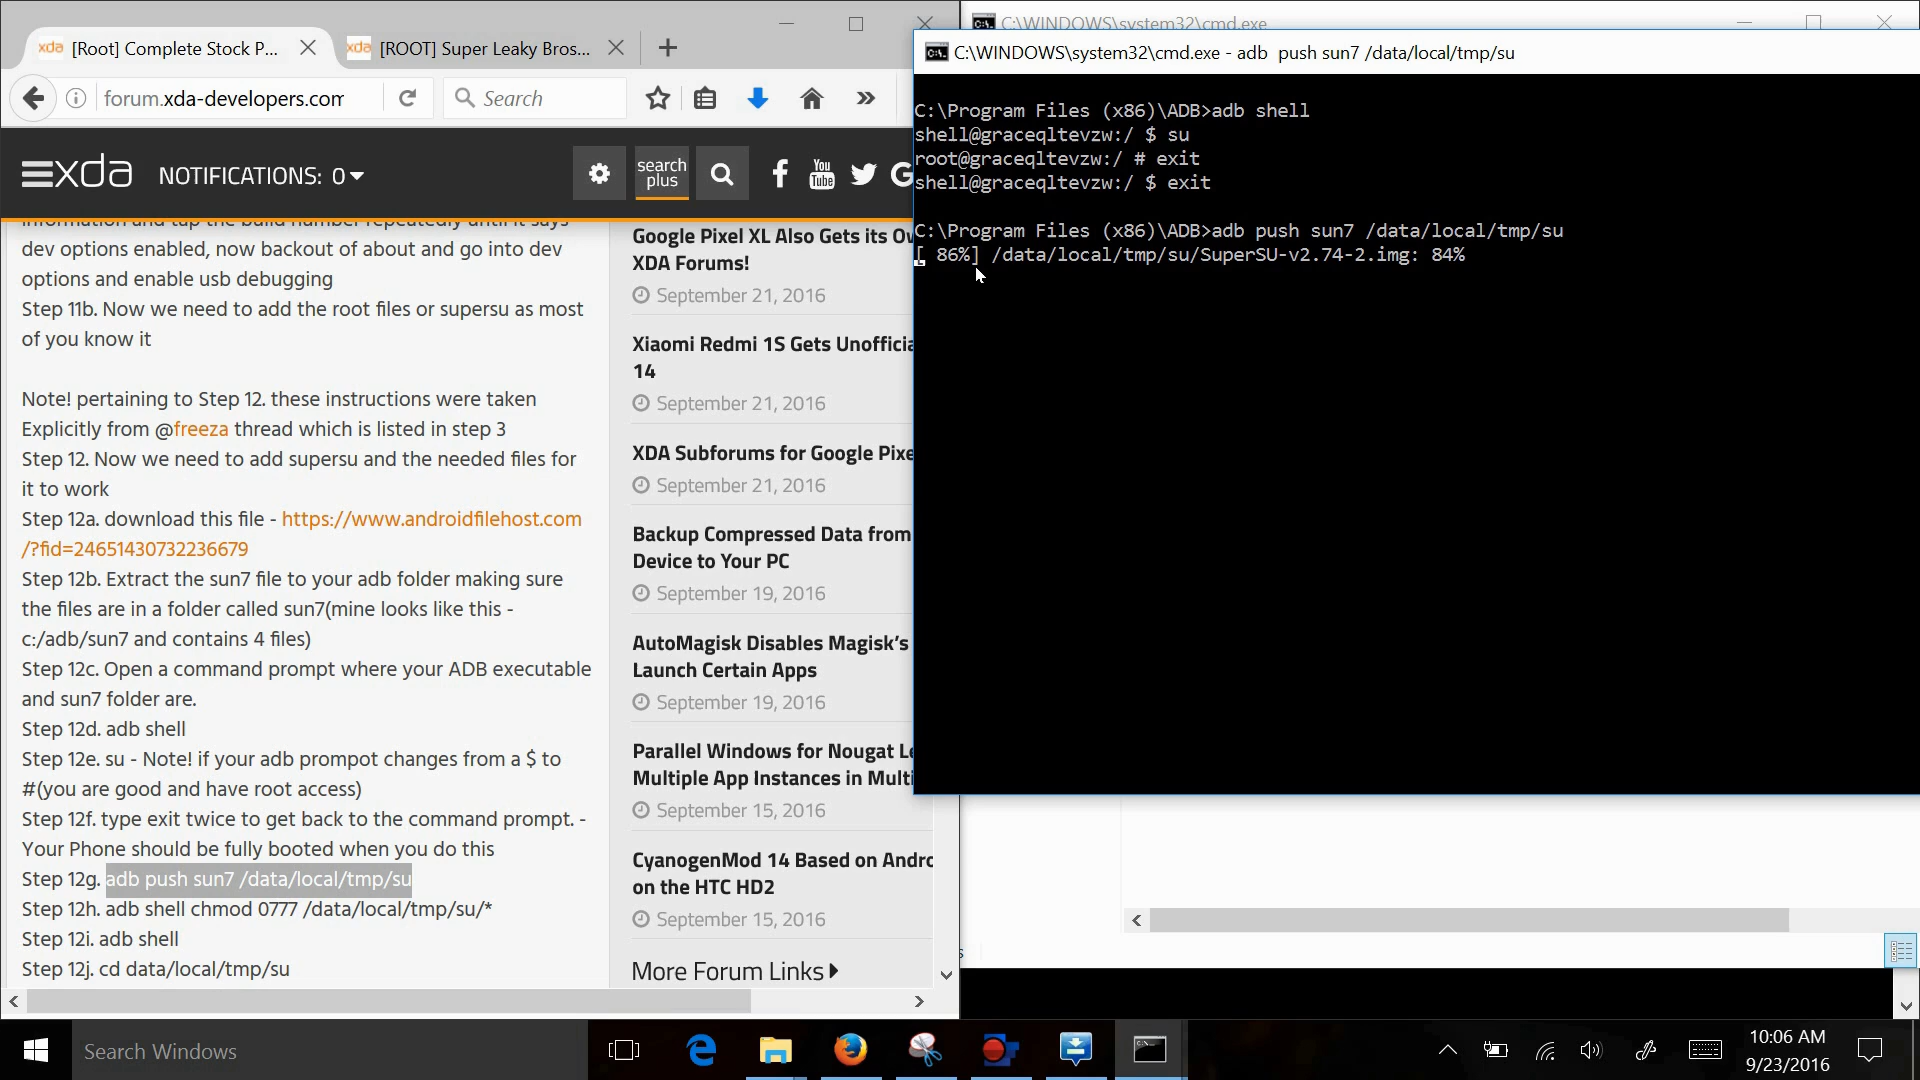 [Root] Complete Stock P...
[ROOT] Super Leaky Bros...
forum.xda-developers.com
Search
xda
NOTIFICATIONS: 0
search plus
You Tube
information and tap the build number repeatedly until it says
dev options enabled, now backout of about and go into dev
options and enable usb debugging
Step 11b. Now we need to add the root files or supersu as most
of you know it
Note! pertaining to Step 12. these instructions were taken
Explicitly from @freeza thread which is listed in step 3
Step 12. Now we need to add supersu and the needed files for
it to work
Step 12a. download this file - https://www.androidfilehost.com
/?fid=24651430732236679
Step 12b. Extract the sun7 file to your adb folder making sure
the files are in a folder called sun7(mine looks like this -
c:/adb/sun7 and contains 4 files)
Step 12c. Open a command prompt where your ADB executable
and sun7 folder are.
Step 12d. adb shell
Step 12e. su - Note! if your adb prompot changes from a $ to
#(you are good and have root access)
Step 12f. type exit twice to get back to the command prompt. -
Your Phone should be fully booted when you do this
Step 12g. adb push sun7 /data/local/tmp/su
Step 12h. adb shell chmod 0777 /data/local/tmp/su/*
Step 12i. adb shell
Step 12j. cd data/local/tmp/su
Google Pixel XL Also Gets its
XDA Forums!
September 21, 2016
Xiaomi Redmi 1S Gets
14
September 21, 2016
XDA Subforums for Google
September 21, 2016
Backup Compressed Data from
Device to Your PC
September 19, 2016
AutoMagisk Disables Magisk's
Launch Certain Apps
September 19, 2016
Parallel Windows for Nougat
Multiple App Instances in
September 15, 2016
CyanogenMod 14 Based on
on the HTC HD2
September 15, 2016
More Forum Links
C:\WINDOWS\system32\cmd.exe
C:\WINDOWS\system32\cmd.exe - adb  push sun7 /data/local/tmp/su
C:\Program Files (x86)\ADB>adb shell
shell@graceqltevzw:/ $ su
root@graceqltevzw:/ # exit
shell@graceqltevzw:/ $ exit
C:\Program Files (x86)\ADB>adb push sun7 /data/local/tmp/su
[ 86%] /data/local/tmp/su/SuperSU-v2.74-2.img: 84%
Search Windows
10:06 AM
9/23/2016